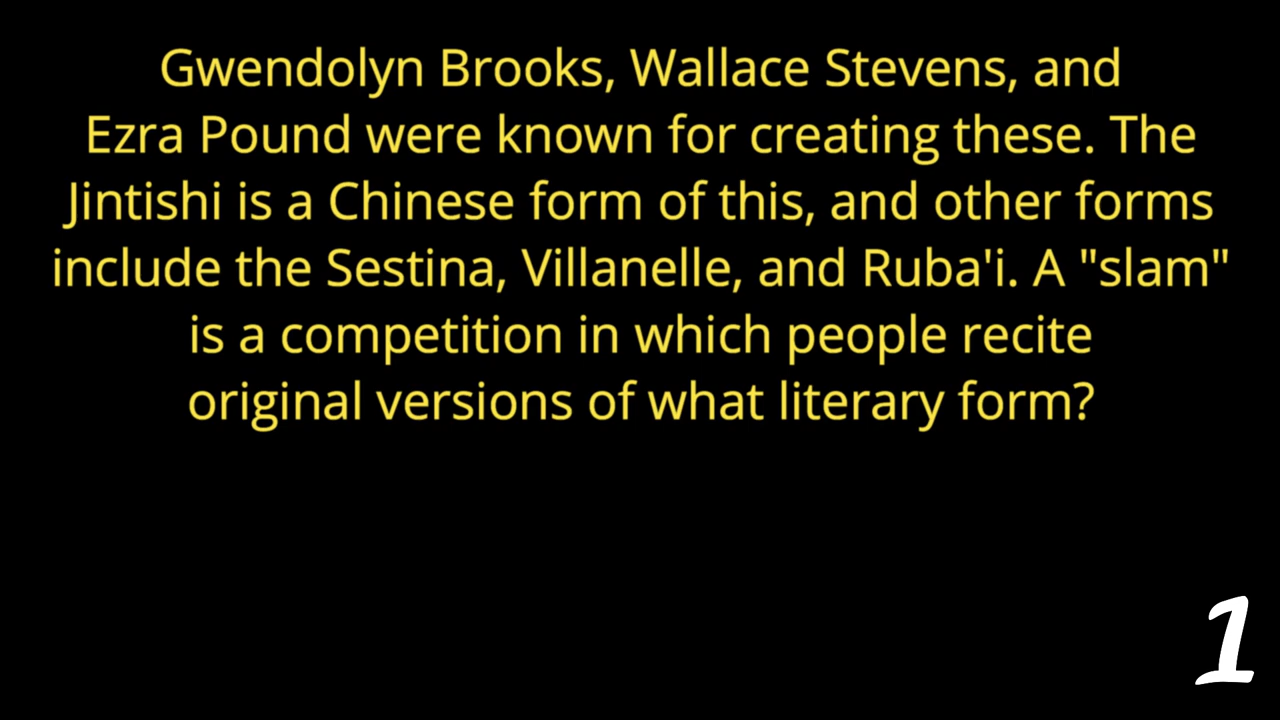 Gwendolyn Brooks, Wallace Stevens, and
Ezra Pound were known for creating these. The
Jintishi is a Chinese form of this, and other forms
include the Sestina, Villanelle, and Ruba'i. A "slam"
is a competition in which people recite
original versions of what literary form?
1